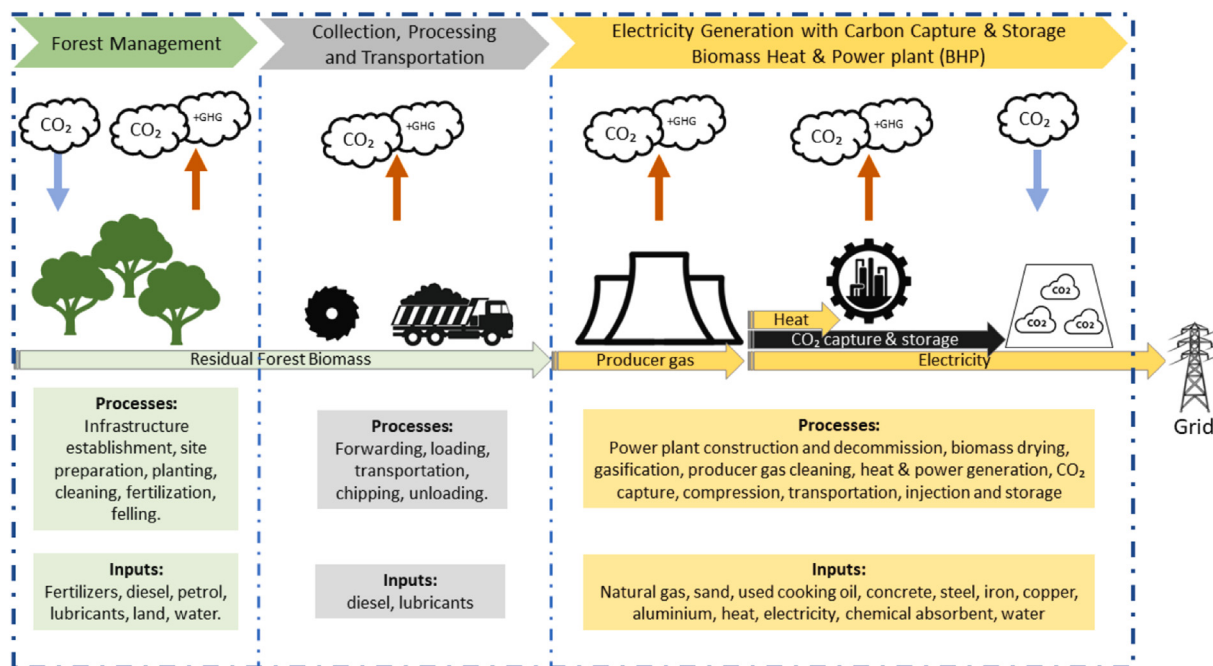 Forest Management
Collection, Processing
and Transportation
Electricity Generation with Carbon Capture & Storage
Biomass Heat & Power plant (BHP)
CO₂
CO₂
+GHG
CO₂
+GHG
CO₂
+GHG
CO₂
+GHG
CO₂
CO₂
CO₂
CO₂
Heat
CO₂ capture & storage
Residual Forest Biomass
Producer gas
Electricity
Grid
Processes:
Infrastructure
establishment, site
preparation, planting,
cleaning, fertilization,
felling.
Processes:
Forwarding, loading,
transportation,
chipping, unloading.
Processes:
Power plant construction and decommission, biomass drying,
gasification, producer gas cleaning, heat & power generation, CO₂
capture, compression, transportation, injection and storage
Inputs:
Fertilizers, diesel, petrol,
lubricants, land, water.
Inputs:
diesel, lubricants
Inputs:
Natural gas, sand, used cooking oil, concrete, steel, iron, copper,
aluminium, heat, electricity, chemical absorbent, water